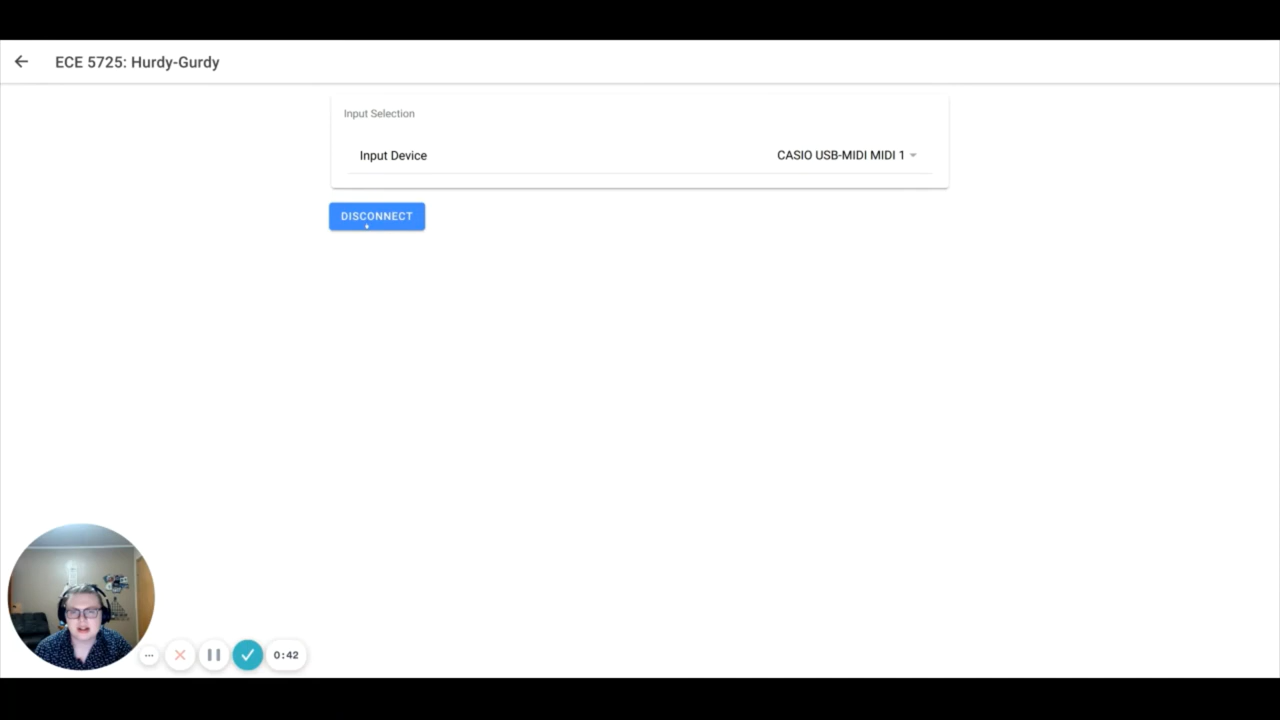 ECE 5725: Hurdy-Gurdy
Input Selection
Input Device
CASIO USB-MIDI MIDI 1
DISCONNECT
0:42